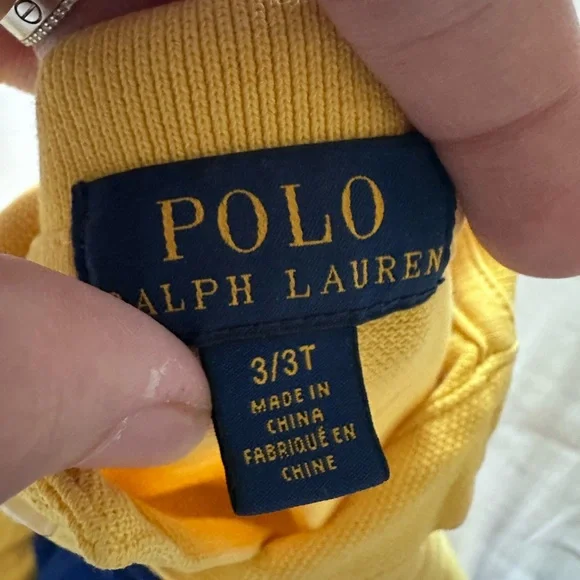 POLO
RALPH LAUREN
3/3T
MADE IN
CHINA
FABRIQUÉ EN
CHINE